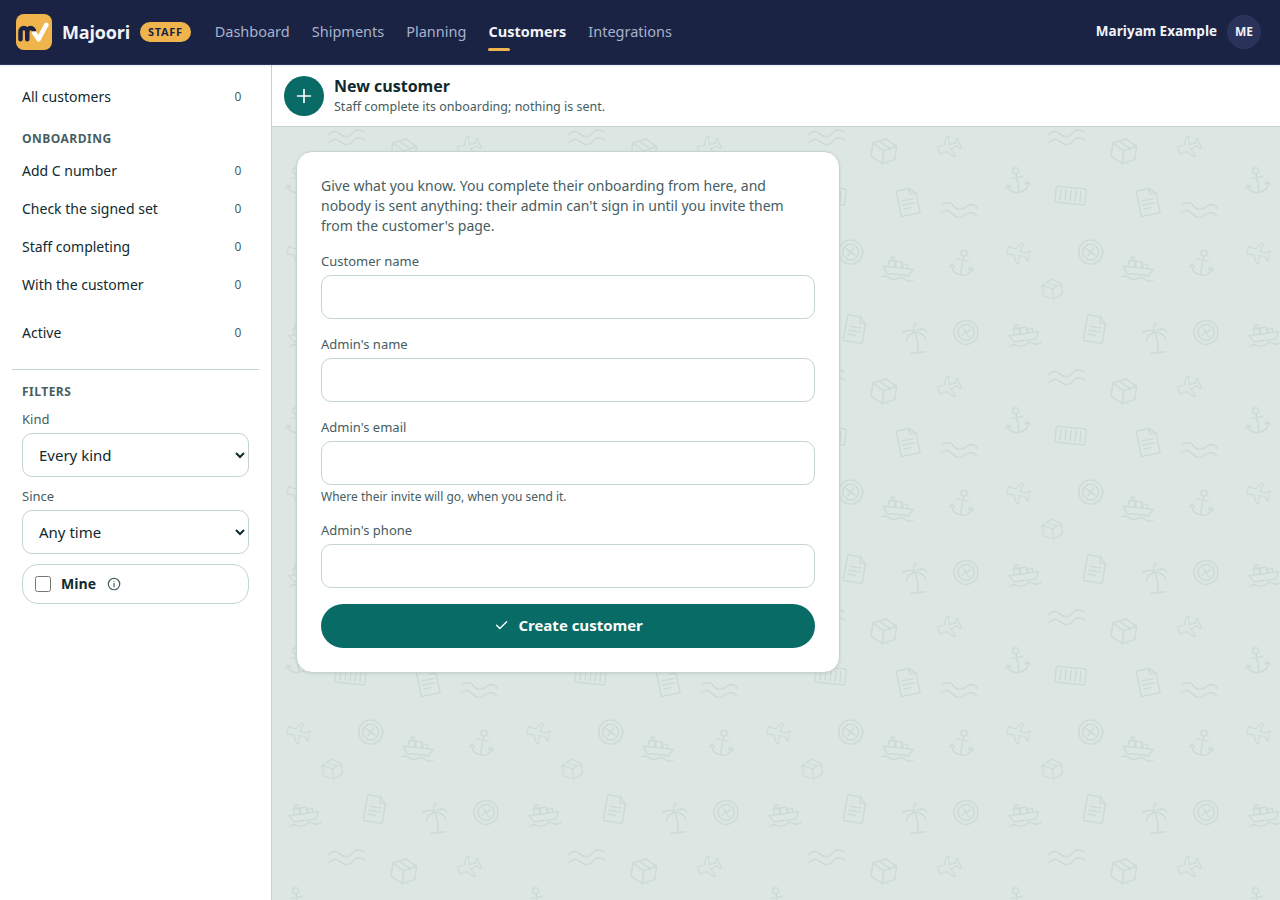 Majoori STAFF Dashboard Shipments Planning Customers Integrations Mariyam Example ME
All customers 0
ONBOARDING
Add C number 0
Check the signed set 0
Staff completing 0
With the customer 0
Active 0
FILTERS
Kind
Every kind
Since
Any time
Mine
New customer
Staff complete its onboarding; nothing is sent.
Give what you know. You complete their onboarding from here, and
nobody is sent anything: their admin can't sign in until you invite them
from the customer's page.
Customer name
Admin's name
Admin's email
Where their invite will go, when you send it.
Admin's phone
Create customer